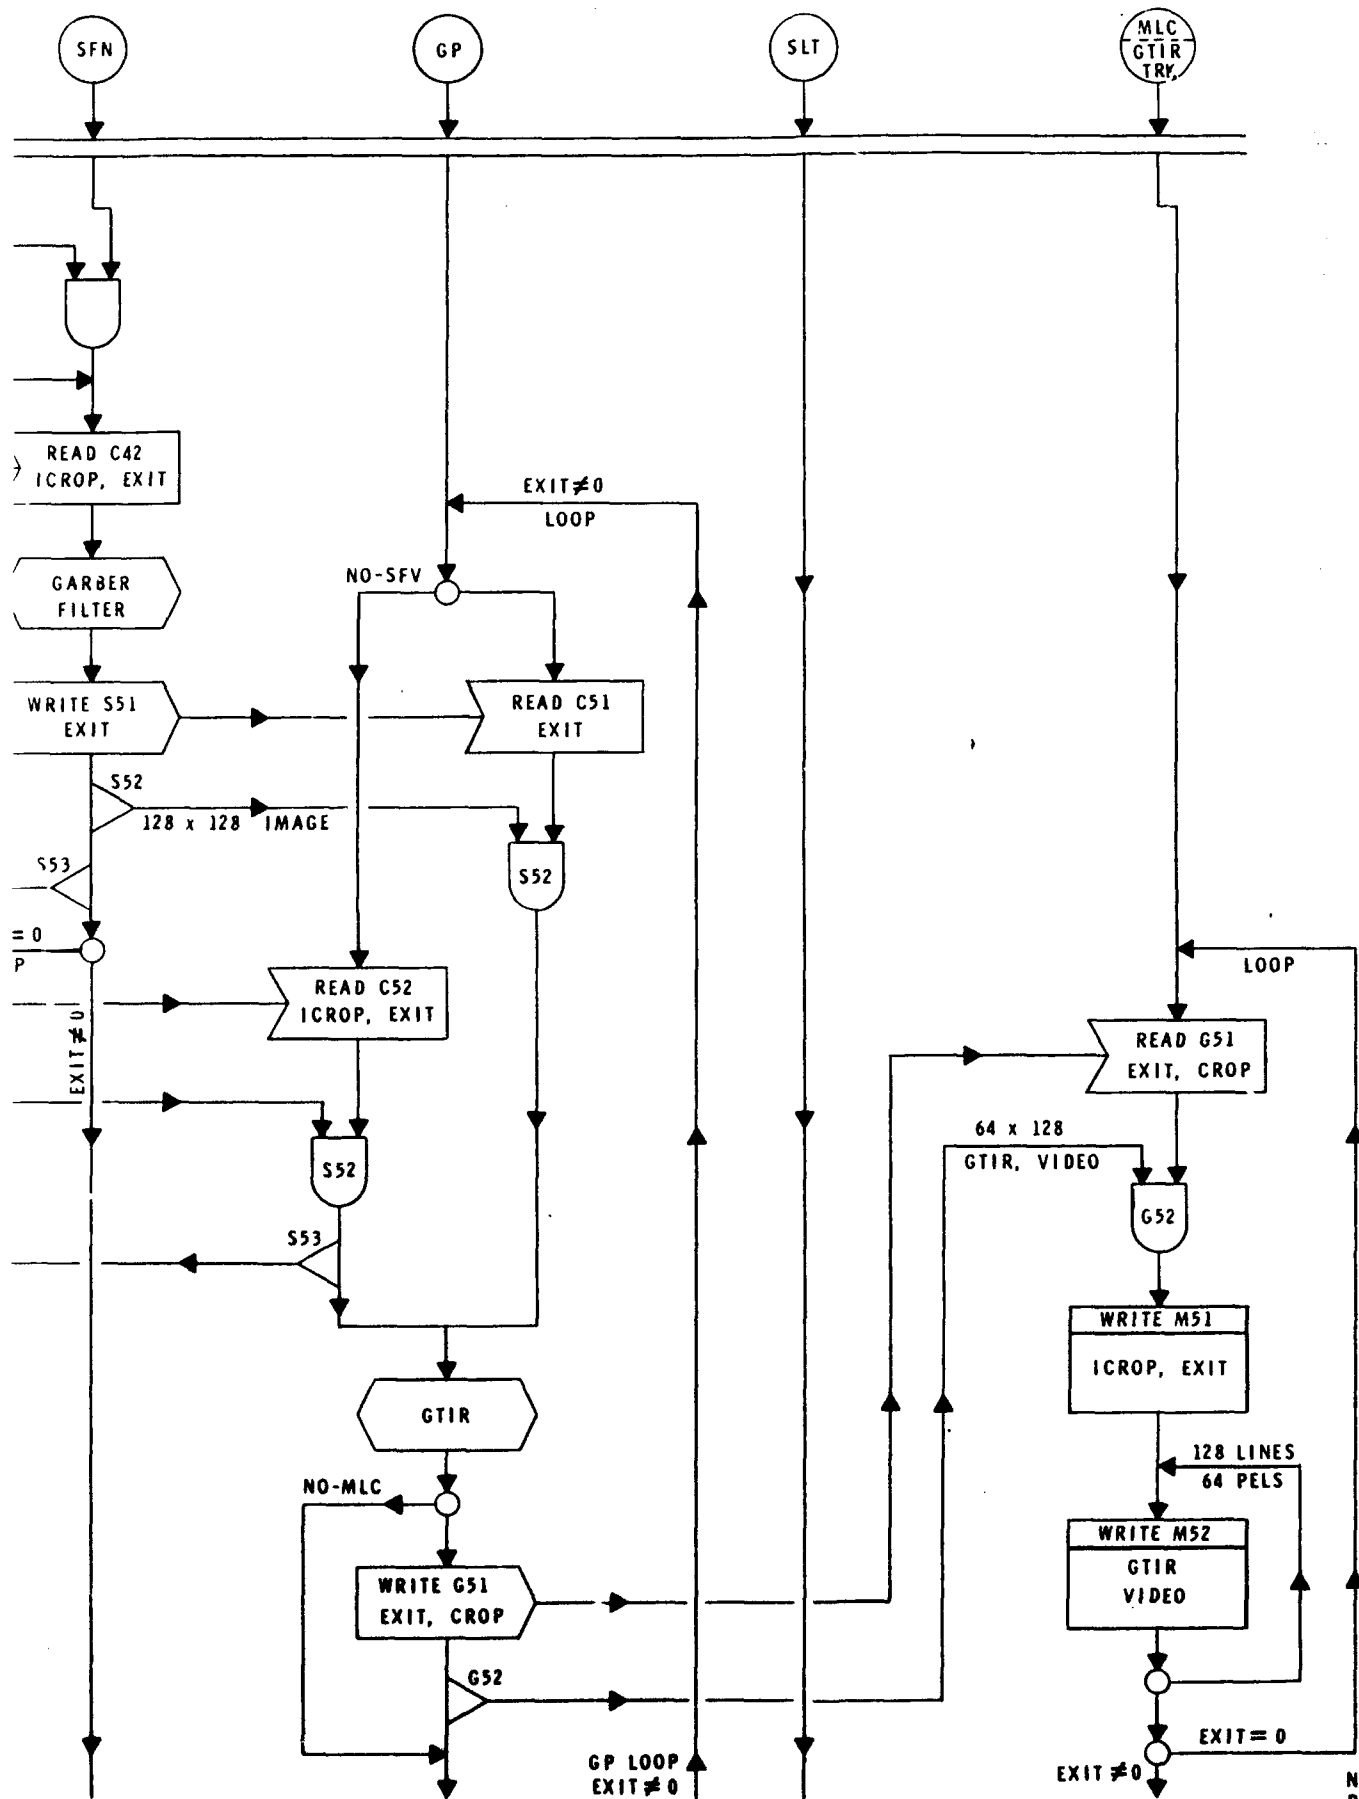 SFN
GP
SLT
MLC
GTIR
TRK
READ C42
ICROP, EXIT
EXIT≠0
LOOP
GARBER
FILTER
NO-SFV
WRITE S51
EXIT
READ C51
EXIT
S52
128 x 128 IMAGE
S53
S52
= 0
P
LOOP
READ C52
ICROP, EXIT
EXIT≠0
READ G51
EXIT, CROP
64 x 128
GTIR, VIDEO
S52
G52
S53
WRITE M51
ICROP, EXIT
GTIR
128 LINES
64 PELS
NO-MLC
WRITE M52
GTIR
VIDEO
WRITE G51
EXIT, CROP
G52
EXIT= 0
GP LOOP
EXIT≠0
EXIT≠0
N